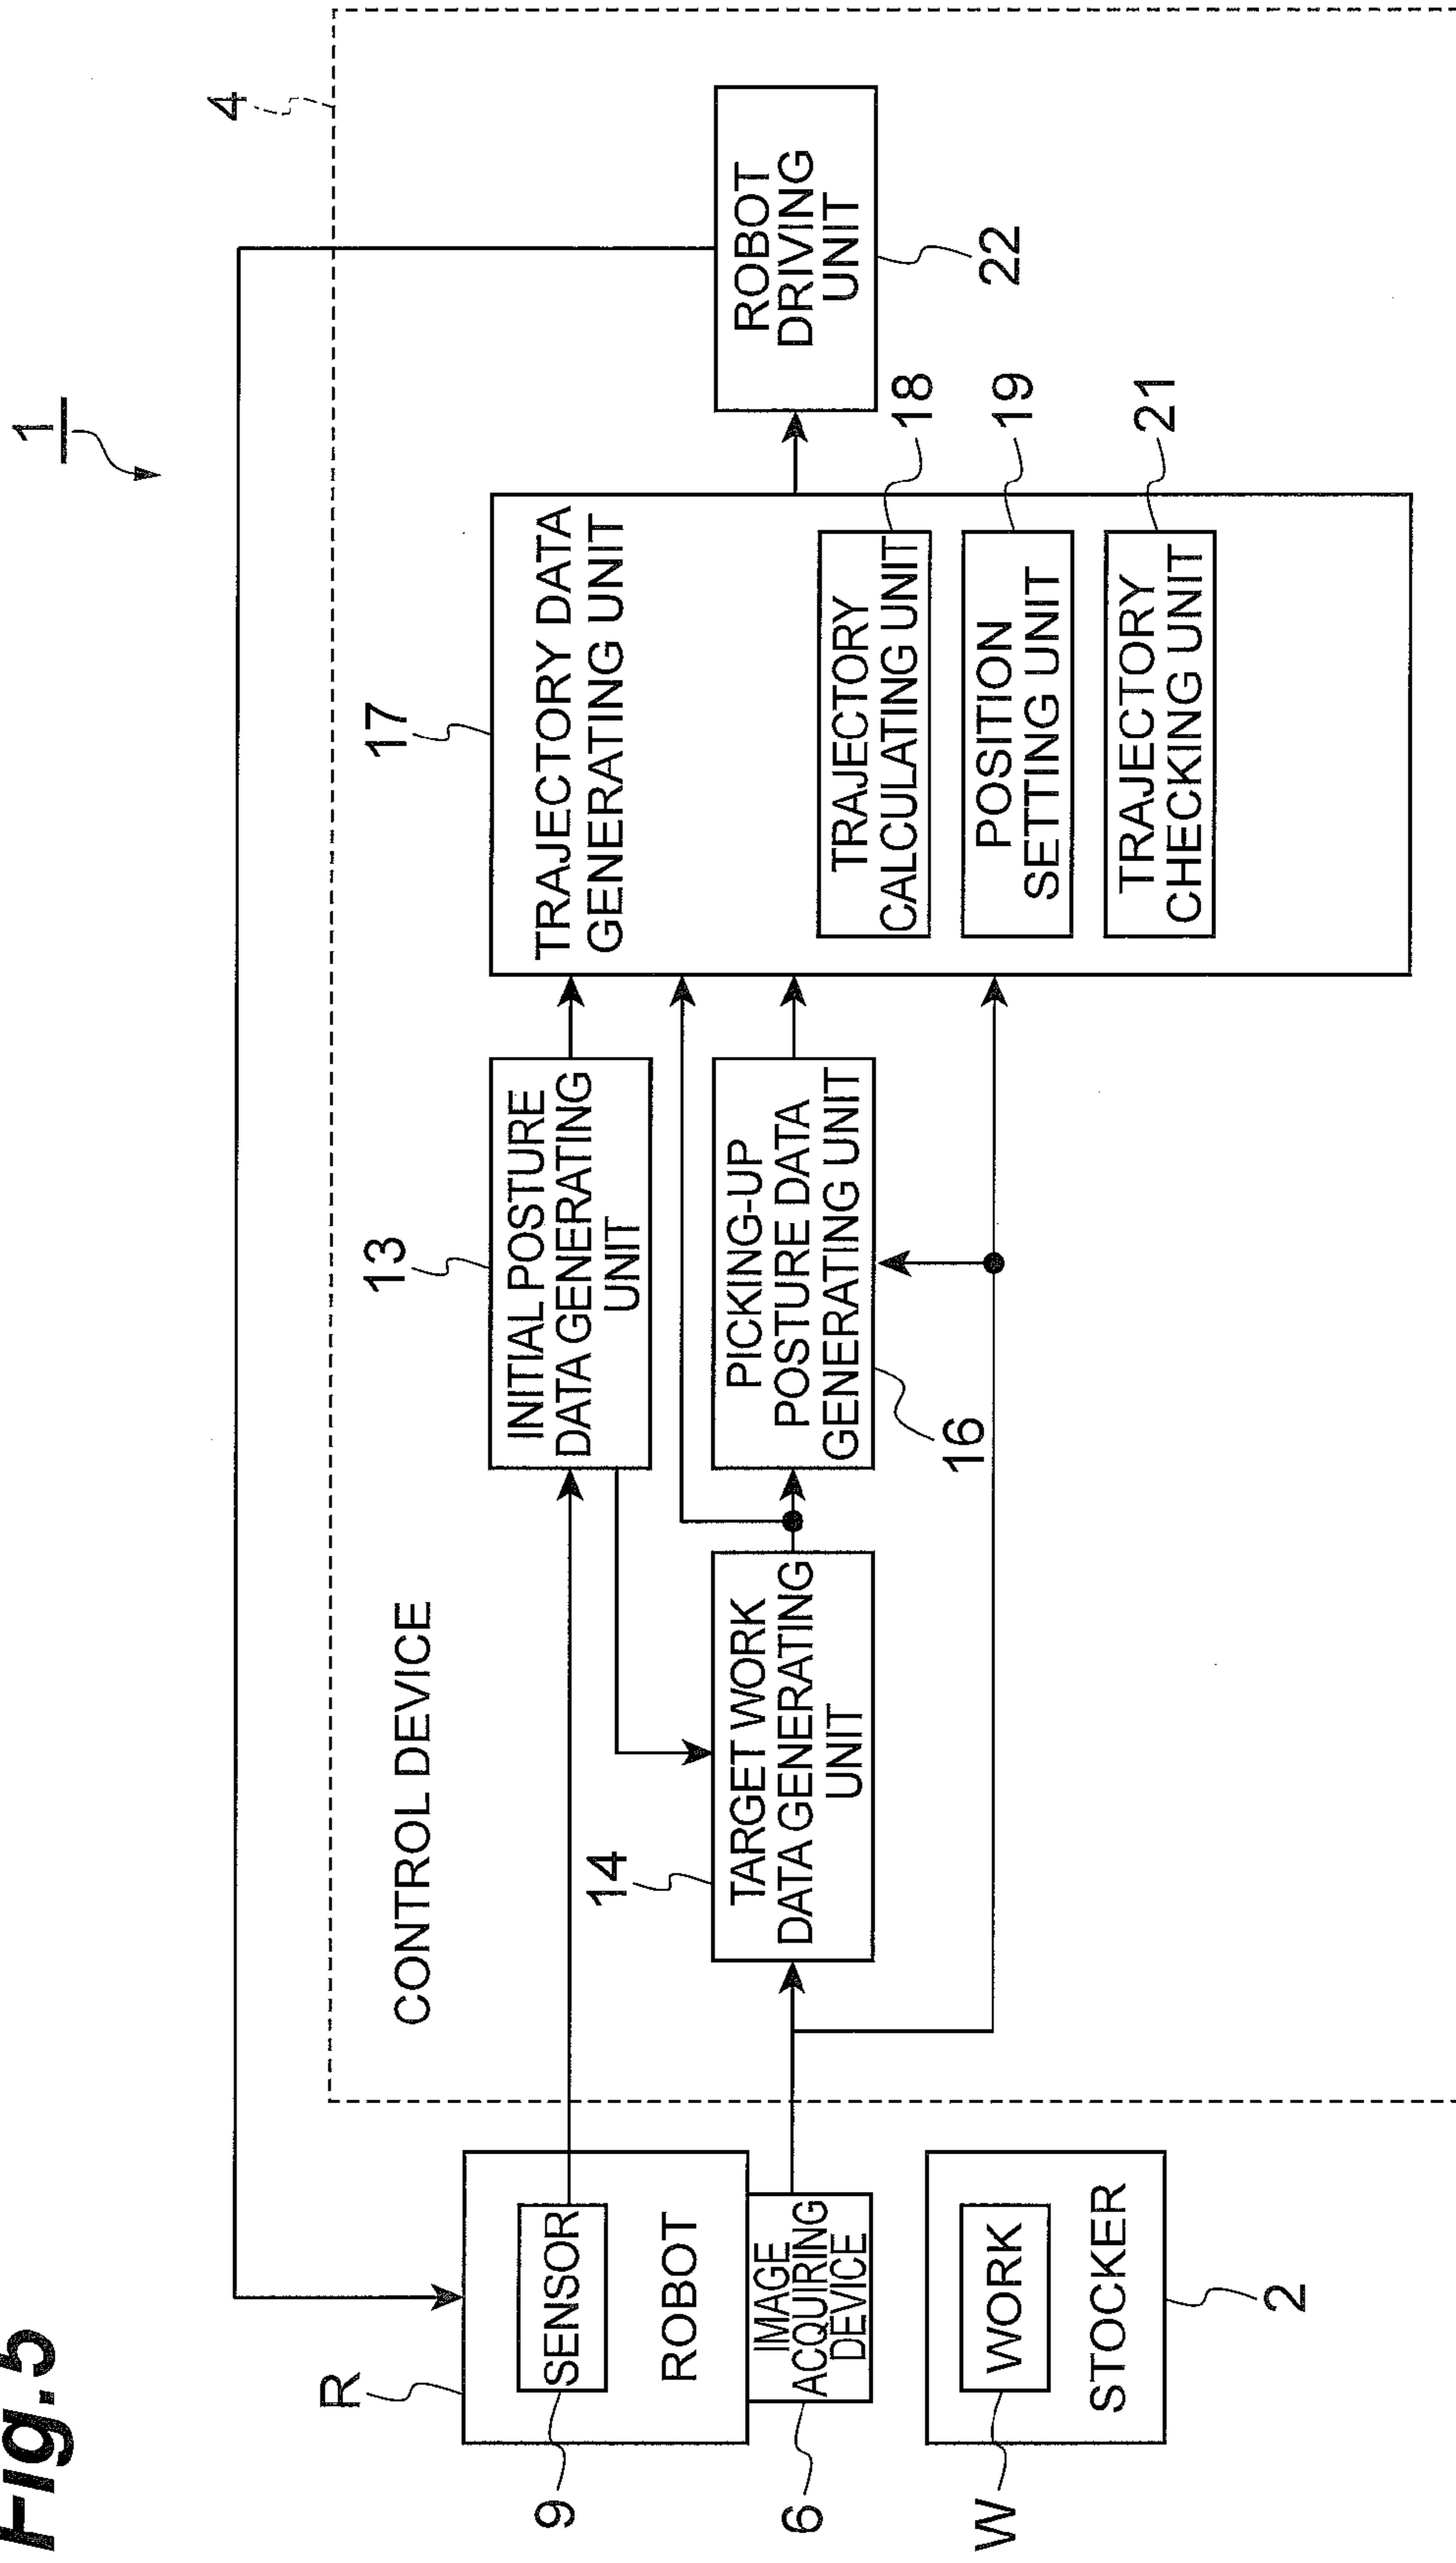 Fig.5
1
4
CONTROL DEVICE
R
9
SENSOR
ROBOT
6
IMAGE
ACQUIRING
DEVICE
W
WORK
STOCKER
2
13
INITIAL POSTURE
DATA GENERATING
UNIT
14
TARGET WORK
DATA GENERATING
UNIT
PICKING-UP
POSTURE DATA
GENERATING UNIT
16
17
TRAJECTORY DATA
GENERATING UNIT
TRAJECTORY
CALCULATING UNIT
18
POSITION
SETTING UNIT
19
TRAJECTORY
CHECKING UNIT
21
ROBOT
DRIVING
UNIT
22